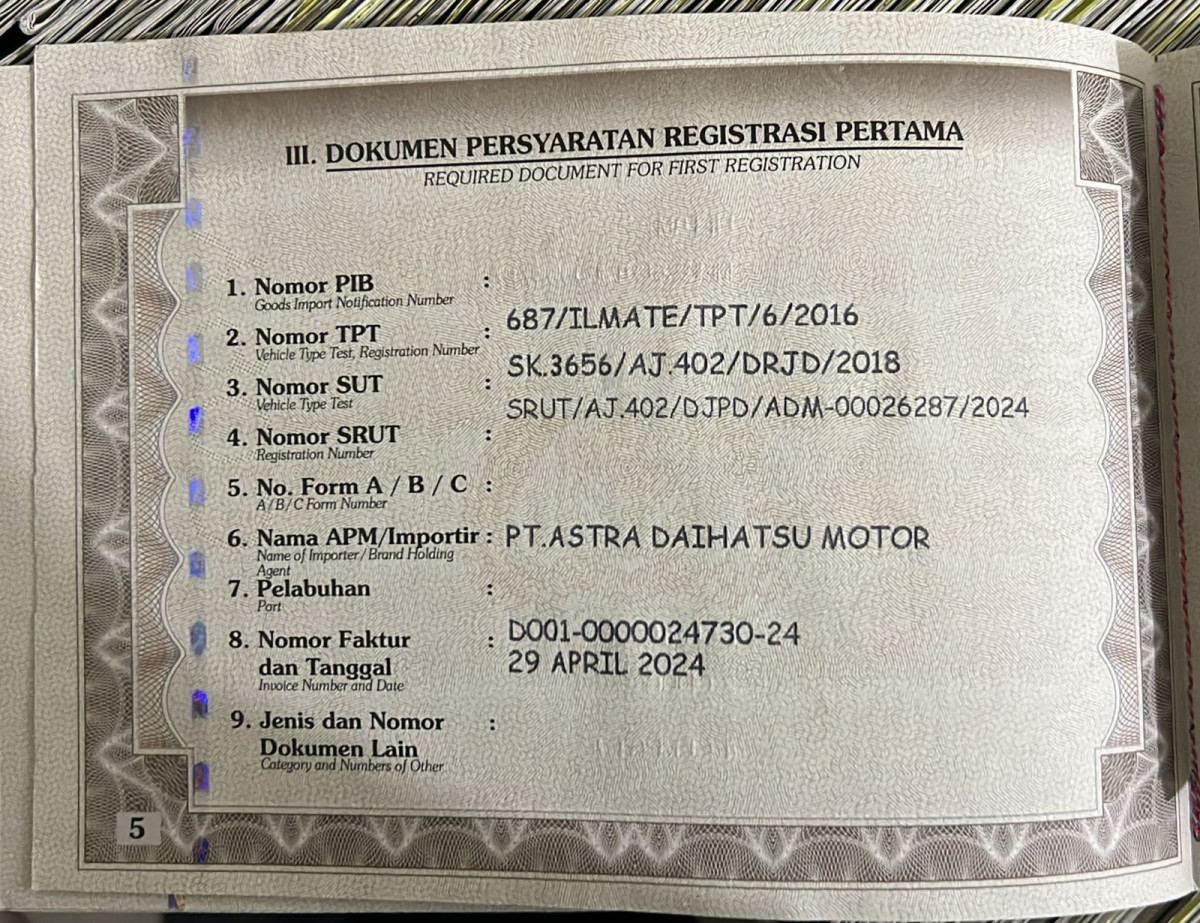 III. DOKUMEN PERSYARATAN REGISTRASI PERTAMA
REQUIRED DOCUMENT FOR FIRST REGISTRATION
1. Nomor PIB :
Goods Import Notification Number
687/ILMATE/TPT/6/2016
2. Nomor TPT :
Vehicle Type Test, Registration Number
SK.3656/AJ.402/DRJD/2018
3. Nomor SUT :
Vehicle Type Test
SRUT/AJ.402/DJPD/ADM-00026287/2024
4. Nomor SRUT :
Registration Number
5. No. Form A / B / C :
A / B / C Form Number
6. Nama APM/Importir : PT.ASTRA DAIHATSU MOTOR
Name of Importer / Brand Holding
Agent
7. Pelabuhan :
Port
8. Nomor Faktur : D001-0000024730-24
dan Tanggal 29 APRIL 2024
Invoice Number and Date
9. Jenis dan Nomor :
Dokumen Lain
Category and Numbers of Other
5